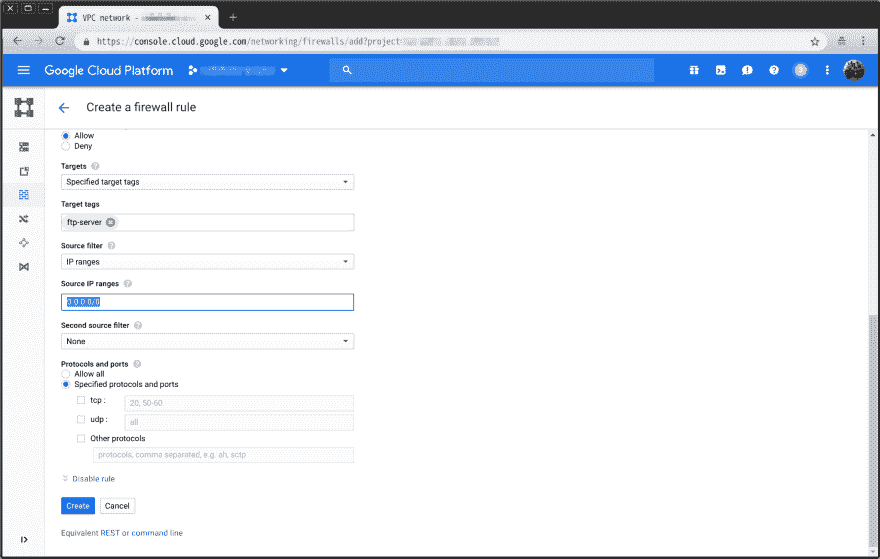 VPC network -
https://console.cloud.google.com/networking/firewalls/add?project
Google Cloud Platform
Create a firewall rule
Allow
Deny
Targets
Specified target tags
Target tags
ftp-server
Source filter
IP ranges
Source IP ranges
0.0.0.0/0
Second source filter
None
Protocols and ports
Allow all
Specified protocols and ports
tcp :
20, 50-60
udp :
all
Other protocols
protocols, comma separated, e.g. ah, sctp
Disable rule
Create Cancel
Equivalent REST or command line